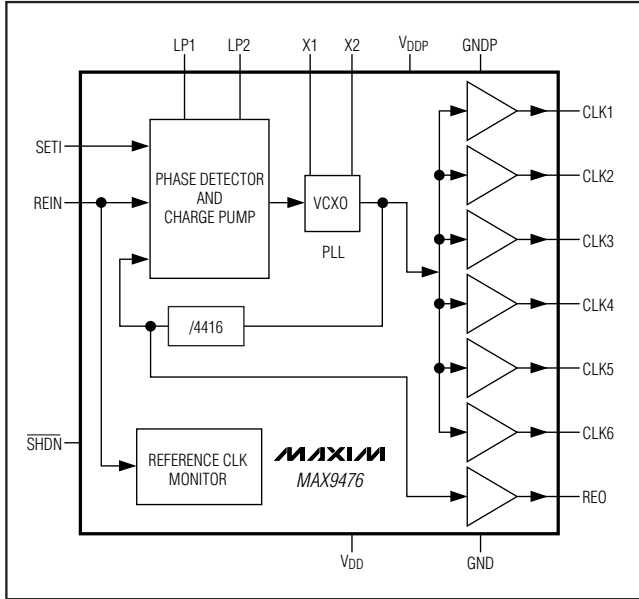 LP1 LP2 X1 X2 VDDP GNDP
SETI
REIN
PHASE DETECTOR
AND
CHARGE PUMP
VCXO
PLL
/4416
SHDN
REFERENCE CLK
MONITOR
MAXIM
MAX9476
CLK1
CLK2
CLK3
CLK4
CLK5
CLK6
REO
VDD GND